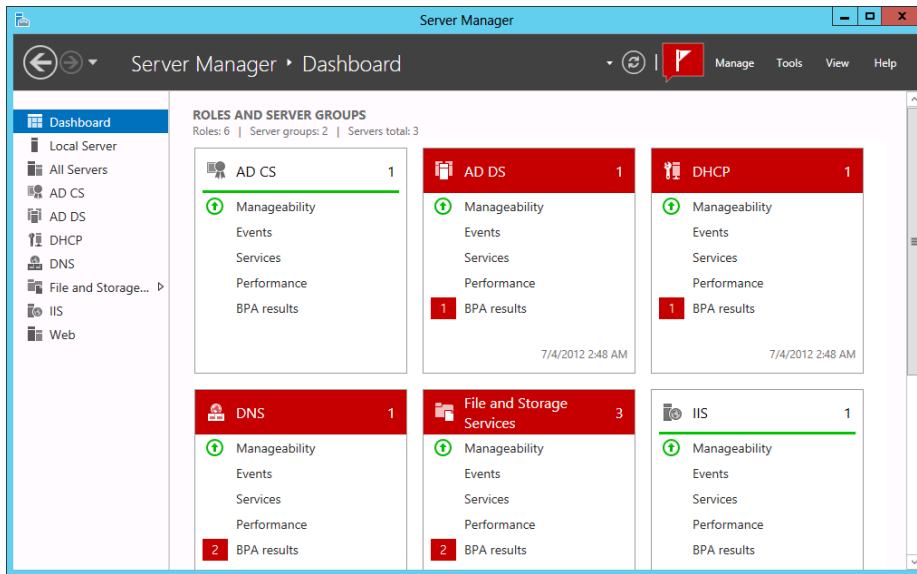 Server Manager
Server Manager ‣ Dashboard
Manage Tools View Help
Dashboard
Local Server
All Servers
AD CS
AD DS
DHCP
DNS
File and Storage...
IIS
Web
ROLES AND SERVER GROUPS
Roles: 6 | Server groups: 2 | Servers total: 3
AD CS 1
Manageability
Events
Services
Performance
BPA results
AD DS 1
Manageability
Events
Services
Performance
1 BPA results
7/4/2012 2:48 AM
DHCP 1
Manageability
Events
Services
Performance
1 BPA results
7/4/2012 2:48 AM
DNS 1
Manageability
Events
Services
Performance
2 BPA results
File and Storage
Services 3
Manageability
Events
Services
Performance
2 BPA results
IIS 1
Manageability
Events
Services
Performance
BPA results